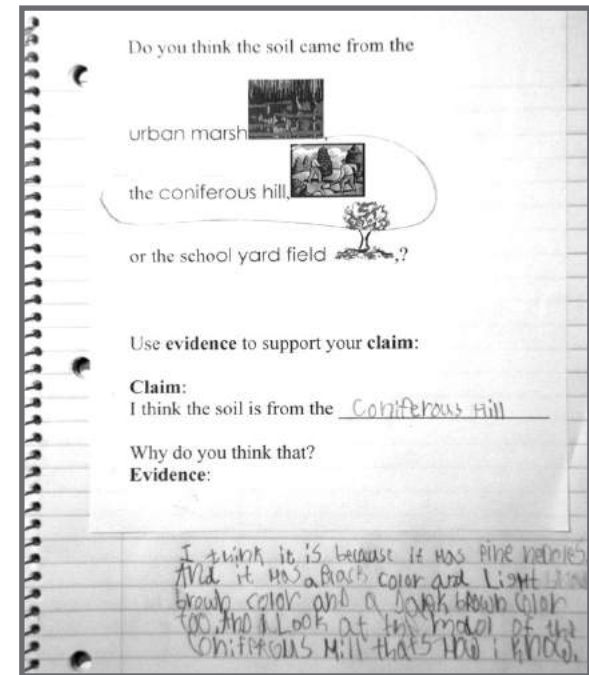 Do you think the soil came from the
urban marsh,
the coniferous hill,
or the school yard field ,?
Use evidence to support your claim:
Claim:
I think the soil is from the Coniferous Hill
Why do you think that?
Evidence:
I think it is because it Has Pine nebles
And it Has a Black color and Light
brown color and a Dark brown Color
too, And i Look at the model of the
Coniferous Hill thats How i know.